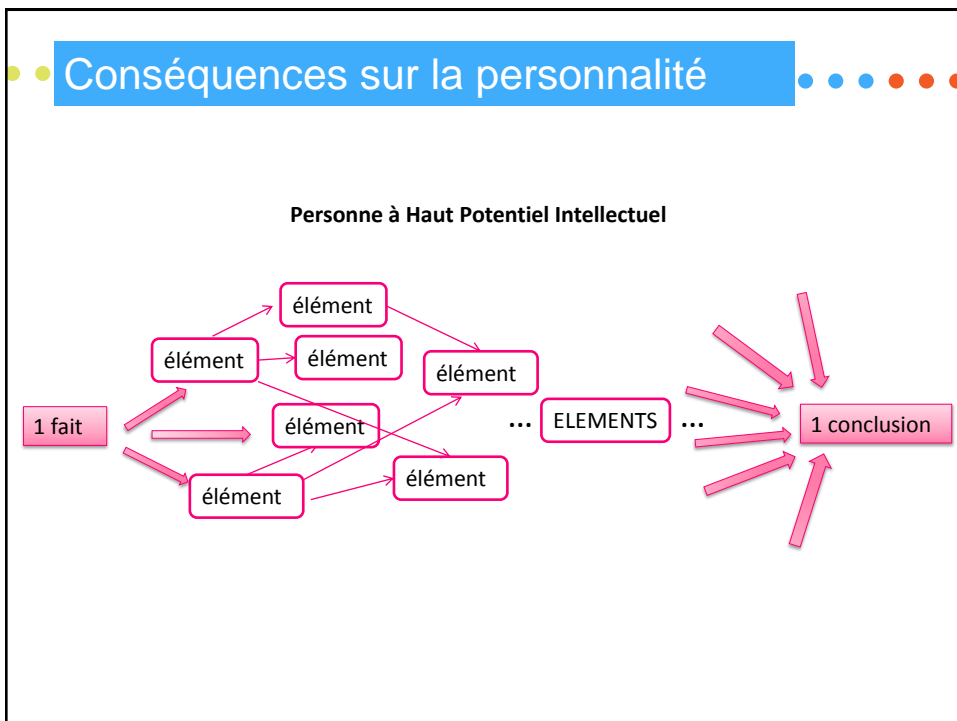 Conséquences sur la personnalité
Personne à Haut Potentiel Intellectuel
élément
élément
élément
élément
1 fait
élément
... ELEMENTS ...
1 conclusion
élément
élément